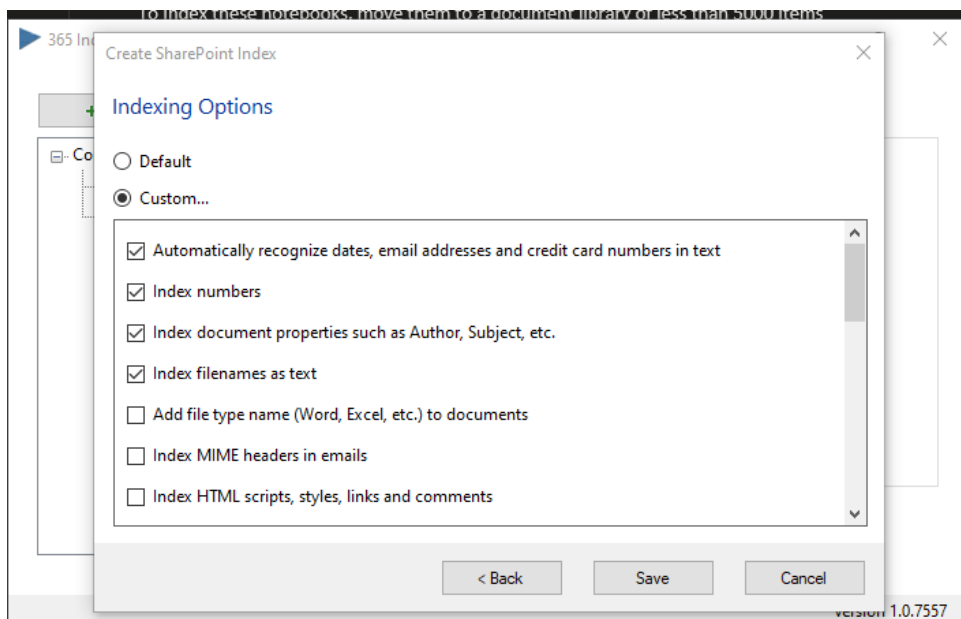 To index these notebooks, move them to a document library of less than 5000 items
365 Ind
Create SharePoint Index
Indexing Options
Co
Default
Custom...
Automatically recognize dates, email addresses and credit card numbers in text
Index numbers
Index document properties such as Author, Subject, etc.
Index filenames as text
Add file type name (Word, Excel, etc.) to documents
Index MIME headers in emails
Index HTML scripts, styles, links and comments
< Back Save Cancel
Version 1.0.7557